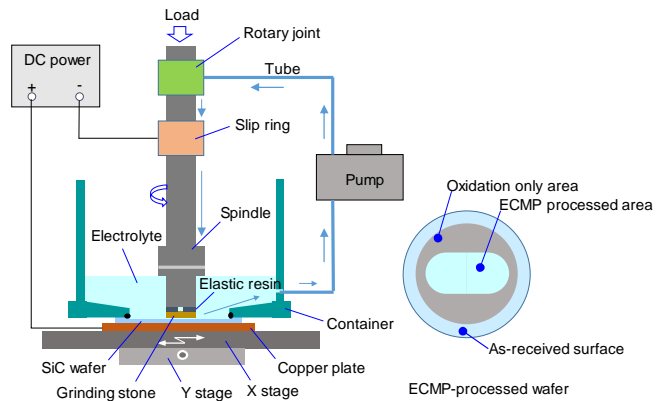 Load
Rotary joint
DC power
+ -
Tube
Slip ring
Pump
Oxidation only area
ECMP processed area
Spindle
Electrolyte
Elastic resin
Container
As-received surface
SiC wafer
Copper plate
Grinding stone
Y stage
X stage
ECMP-processed wafer